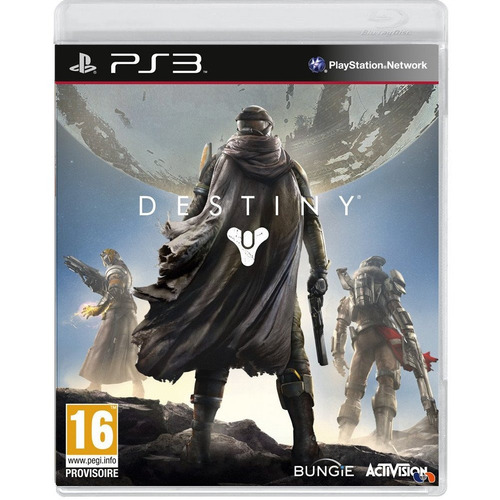 PS3
PlayStation®Network
DESTINY
16
www.pegi.info
PROVISOIRE
BUNGiE ACTIVISION